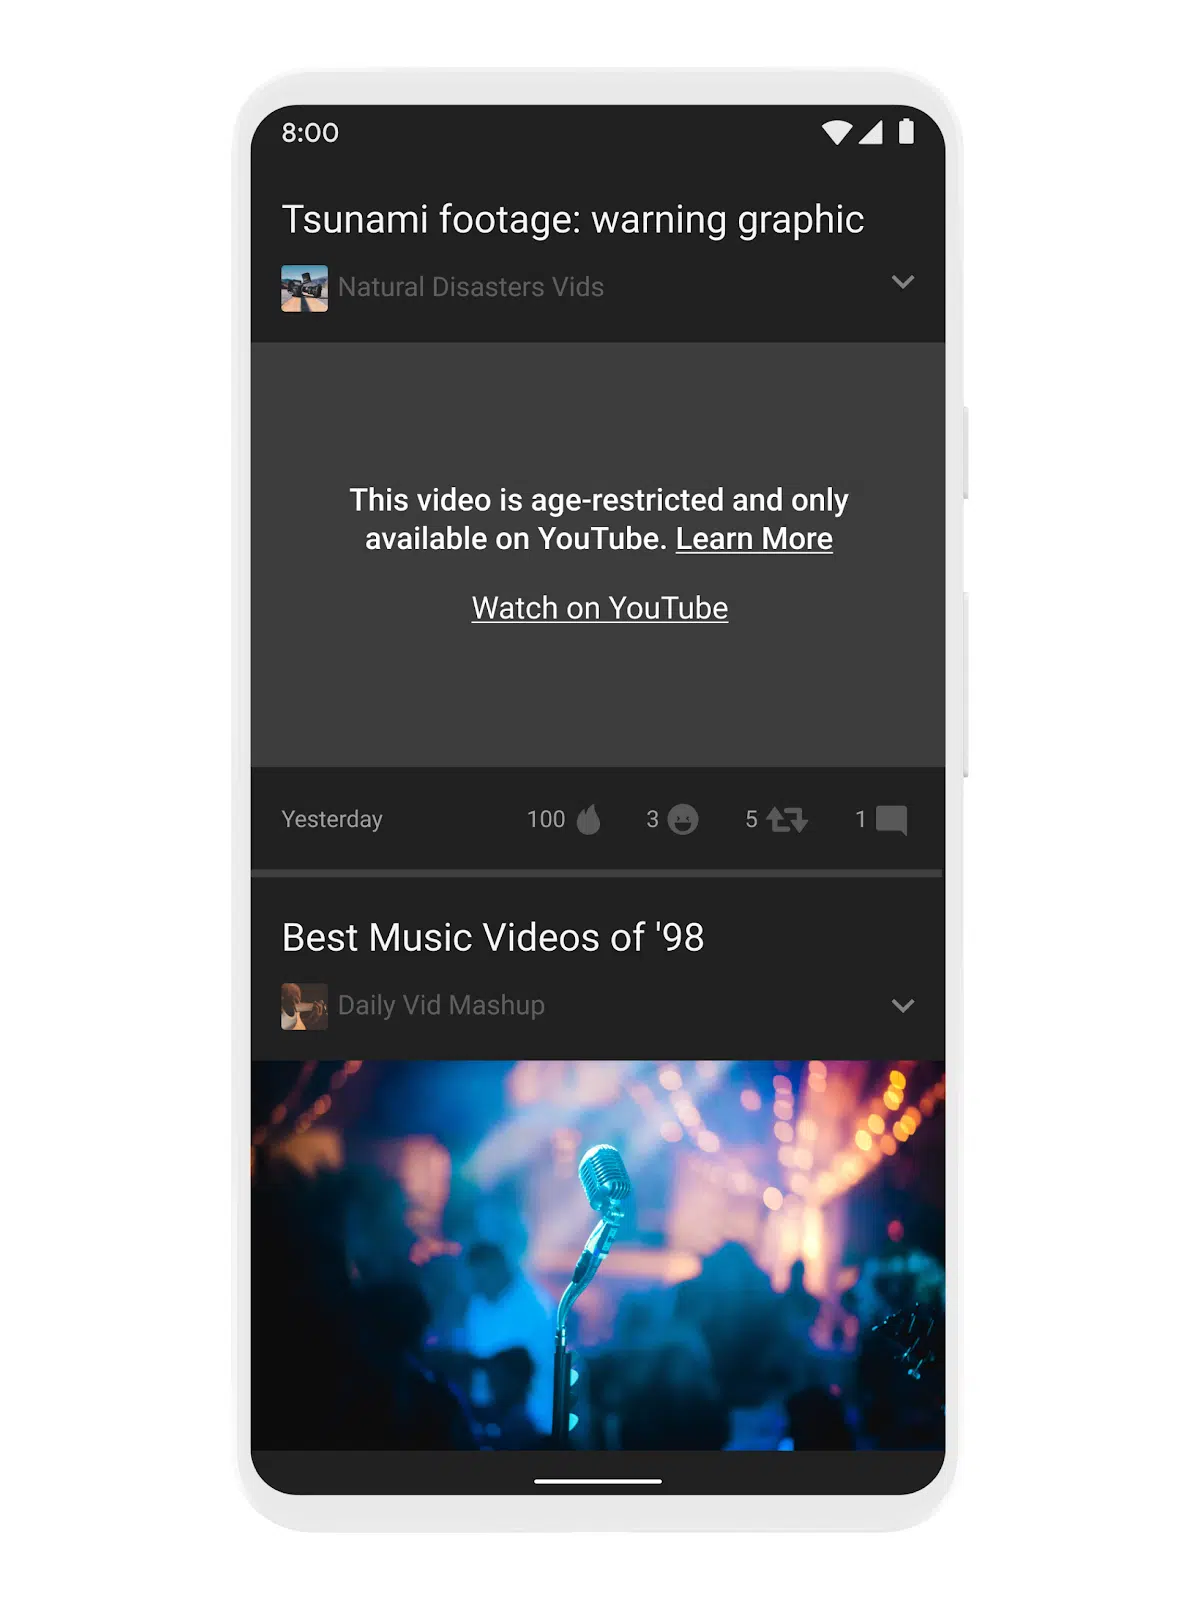 8:00
Tsunami footage: warning graphic
Natural Disasters Vids
This video is age-restricted and only
available on YouTube. Learn More
Watch on YouTube
Yesterday 100 3 5 1
Best Music Videos of '98
Daily Vid Mashup